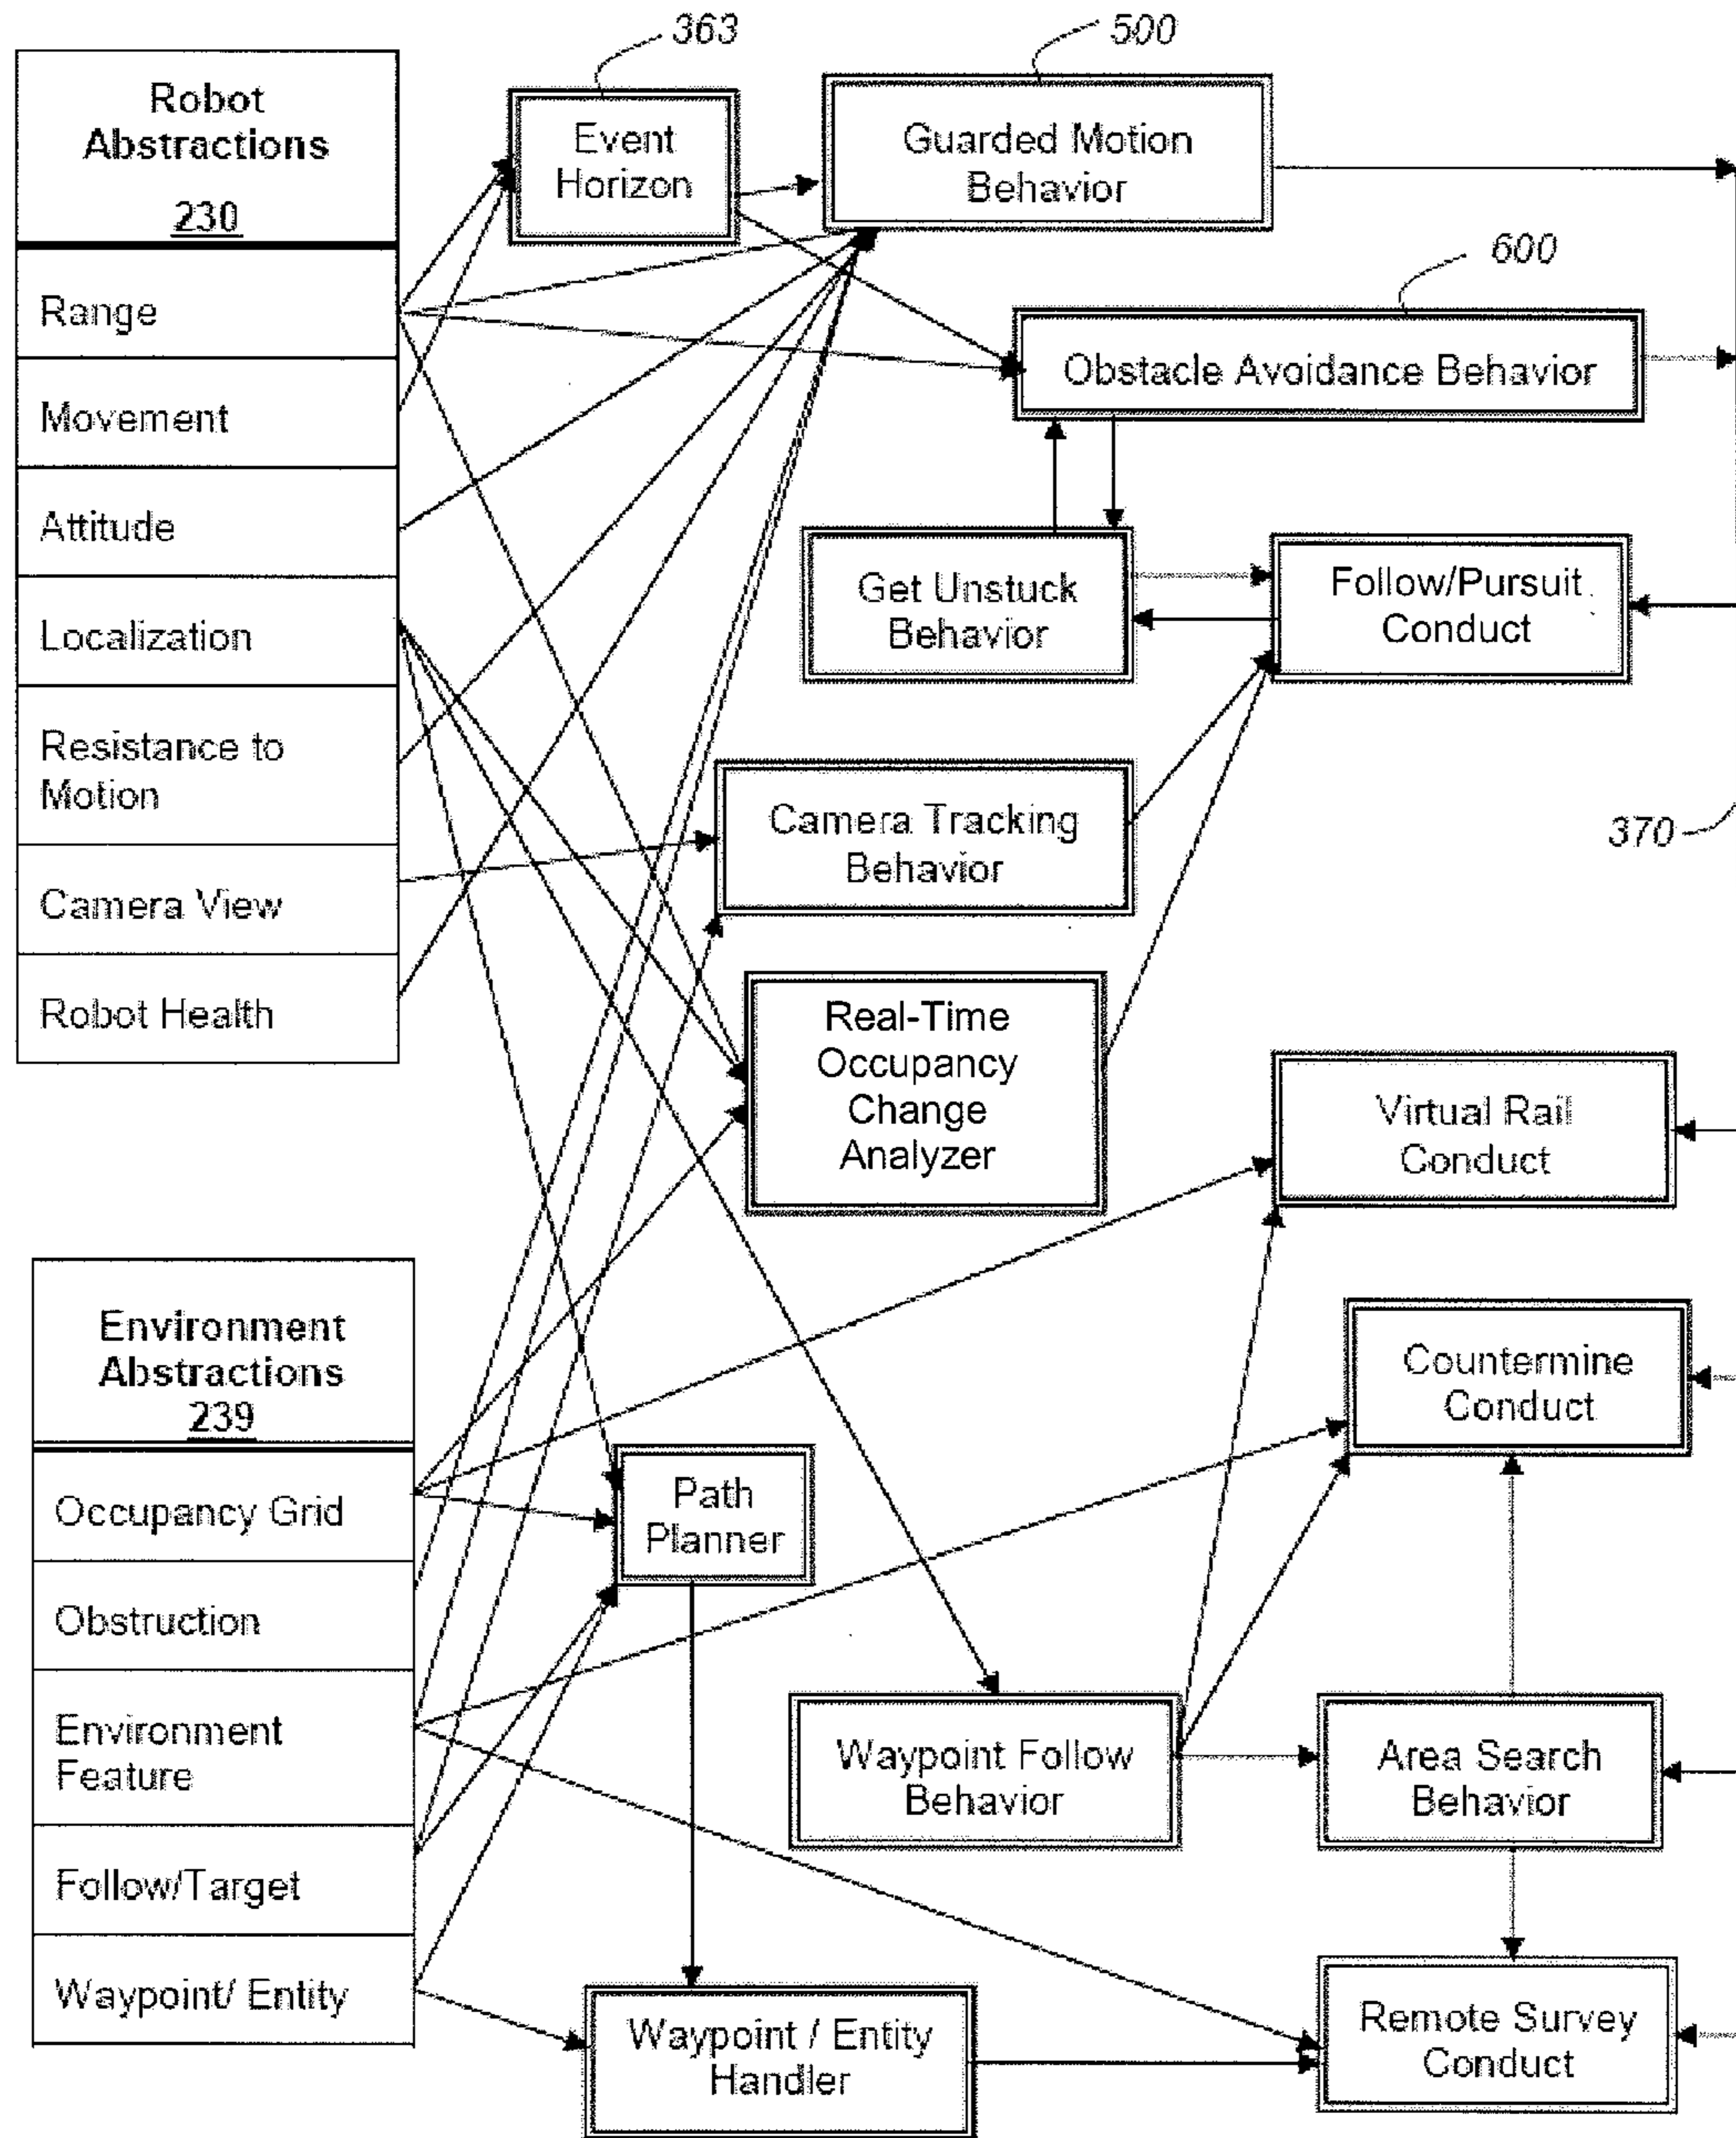 363
500
Robot
Abstractions
230
Range
Movement
Attitude
Localization
Resistance to
Motion
Camera View
Robot Health
Event
Horizon
Guarded Motion
Behavior
600
Obstacle Avoidance Behavior
Get Unstuck
Behavior
Follow/Pursuit
Conduct
370
Camera Tracking
Behavior
Real-Time
Occupancy
Change
Analyzer
Virtual Rail
Conduct
Environment
Abstractions
239
Occupancy Grid
Obstruction
Environment
Feature
Follow/Target
Waypoint/ Entity
Countermine
Conduct
Path
Planner
Waypoint Follow
Behavior
Area Search
Behavior
Waypoint / Entity
Handler
Remote Survey
Conduct